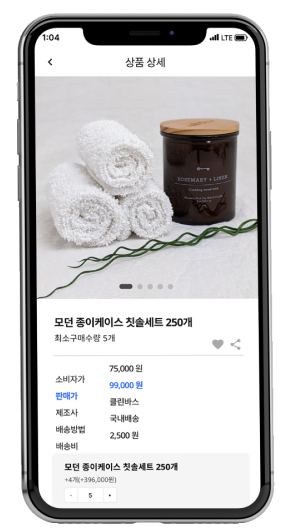 1:04
LTE
상품 상세
ROSEMARY + LINEN
모던 종이케이스 칫솔세트 250개
최소구매수량 5개
소비자가 75,000 원
판매가 99,000 원
제조사 클린바스
배송방법 국내배송
배송비 2,500 원
모던 종이케이스 칫솔세트 250개
+4개(+396,000원)
- 5 +